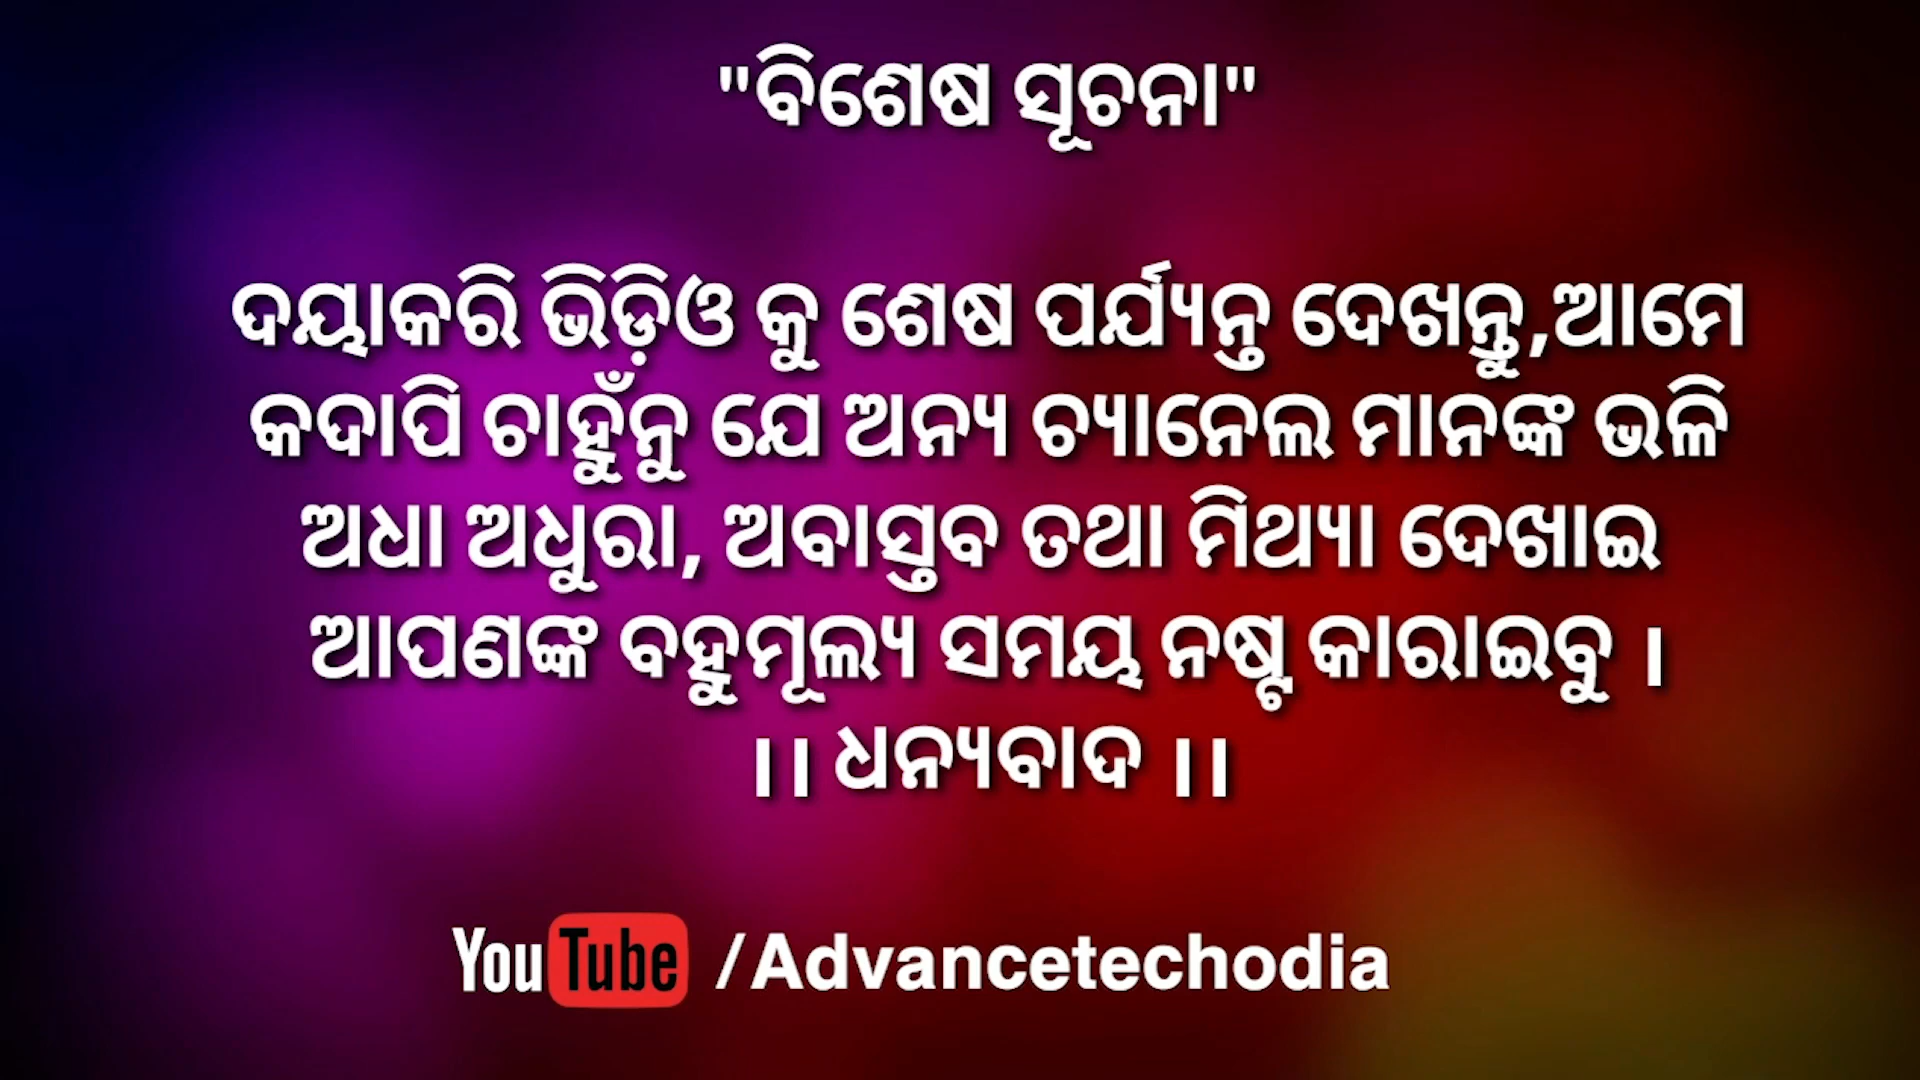 "ବିଶେଷ ସୂଚନା"
ଦୟାକରି ଭିଡ଼ିଓ କୁ ଶେଷ ପର୍ଯ୍ୟନ୍ତ ଦେଖନ୍ତୁ,ଆମେ
କଦାପି ଚାହୁଁନୁ ଯେ ଅନ୍ୟ ଚ୍ୟାନେଲ ମାନଙ୍କ ଭଳି
ଅଧା ଅଧୁରା, ଅବାସ୍ତବ ତଥା ମିଥ୍ୟା ଦେଖାଇ
ଆପଣଙ୍କ ବହୁମୂଲ୍ୟ ସମୟ ନଷ୍ଟ କାରାଇବୁ ।
।। ଧନ୍ୟବାଦ ।।
YouTube /Advancetechodia